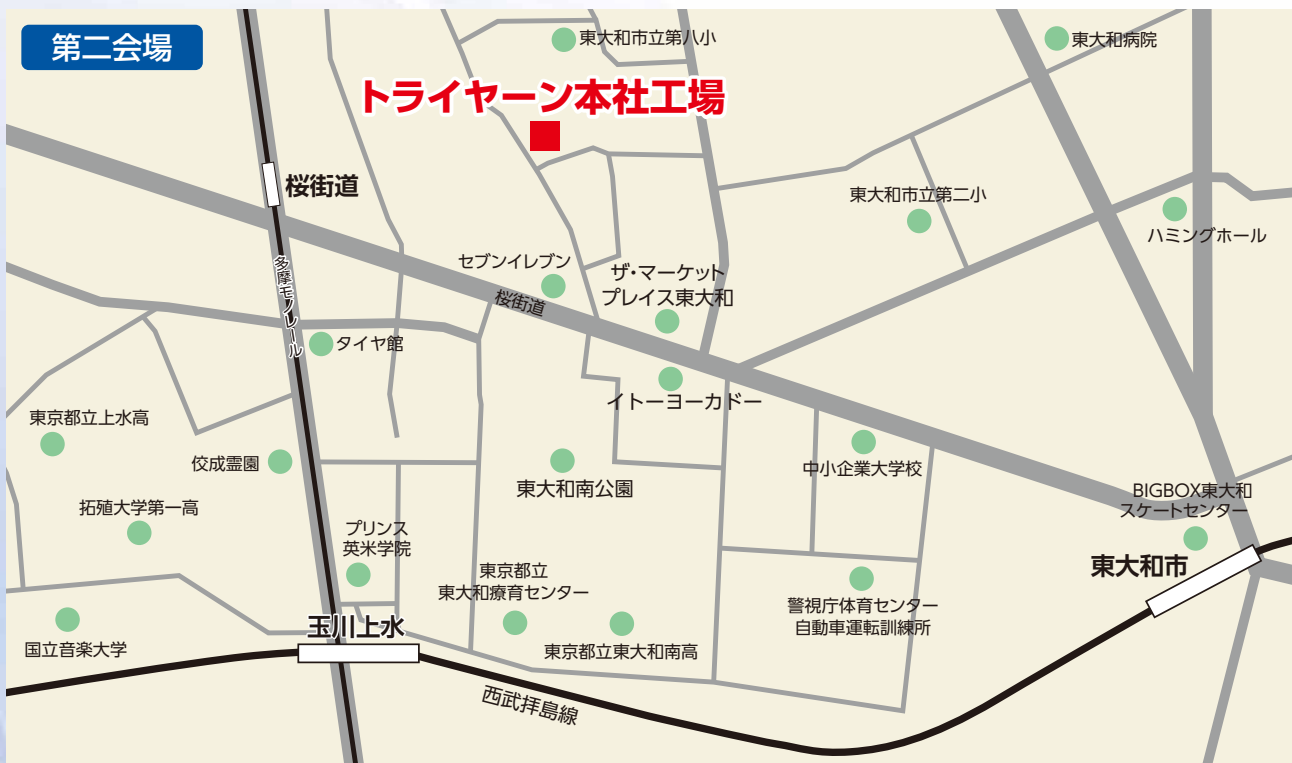 第二会場
東大和市立第八小
東大和病院
トライヤーン本社工場
桜街道
東大和市立第二小
ハミングホール
セブンイレブン
ザ・マーケット
プレイス東大和
桜街道
多摩モノレール
タイヤ館
イトーヨーカドー
東京都立上水高
佼成霊園
東大和南公園
中小企業大学校
BIGBOX東大和
スケートセンター
拓殖大学第一高
プリンス
英米学院
東京都立
東大和療育センター
東大和市
警視庁体育センター
自動車運転訓練所
玉川上水
国立音楽大学
東京都立東大和南高
西武拝島線